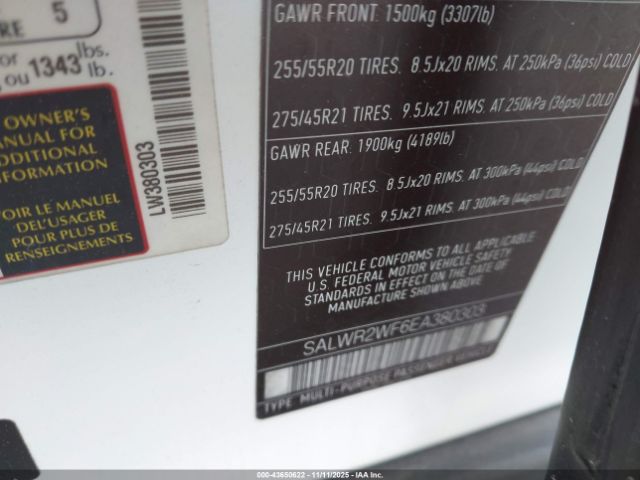 RE 5
or lbs.
, ou 1343 lb.
OWNER'S
MANUAL FOR
ADDITIONAL
INFORMATION
VOIR LE MANUEL
DEL'USAGER
POUR PLUS DE
RENSEIGNEMENTS
LW380303
GAWR FRONT. 1500kg (3307lb)
255/55R20 TIRES. 8.5Jx20 RIMS. AT 250kPa (36psi) COLD
275/45R21 TIRES. 9.5Jx21 RIMS. AT 250kPa (36psi) COLD
GAWR REAR. 1900kg (4189lb)
255/55R20 TIRES. 8.5Jx20 RIMS. AT 300kPa (44psi) COLD
275/45R21 TIRES. 9.5Jx21 RIMS. AT 300kPa (44psi) COLD
THIS VEHICLE CONFORMS TO ALL APPLICABLE
U.S. FEDERAL MOTOR VEHICLE SAFETY
STANDARDS IN EFFECT ON THE DATE OF
MANUFACTURE SHOWN ABOVE
SALWR2WF6EA380303
TYPE MULTI-PURPOSE PASSENGER VEHICLE
000-43650622 - 11/11/2025 - IAA Inc.